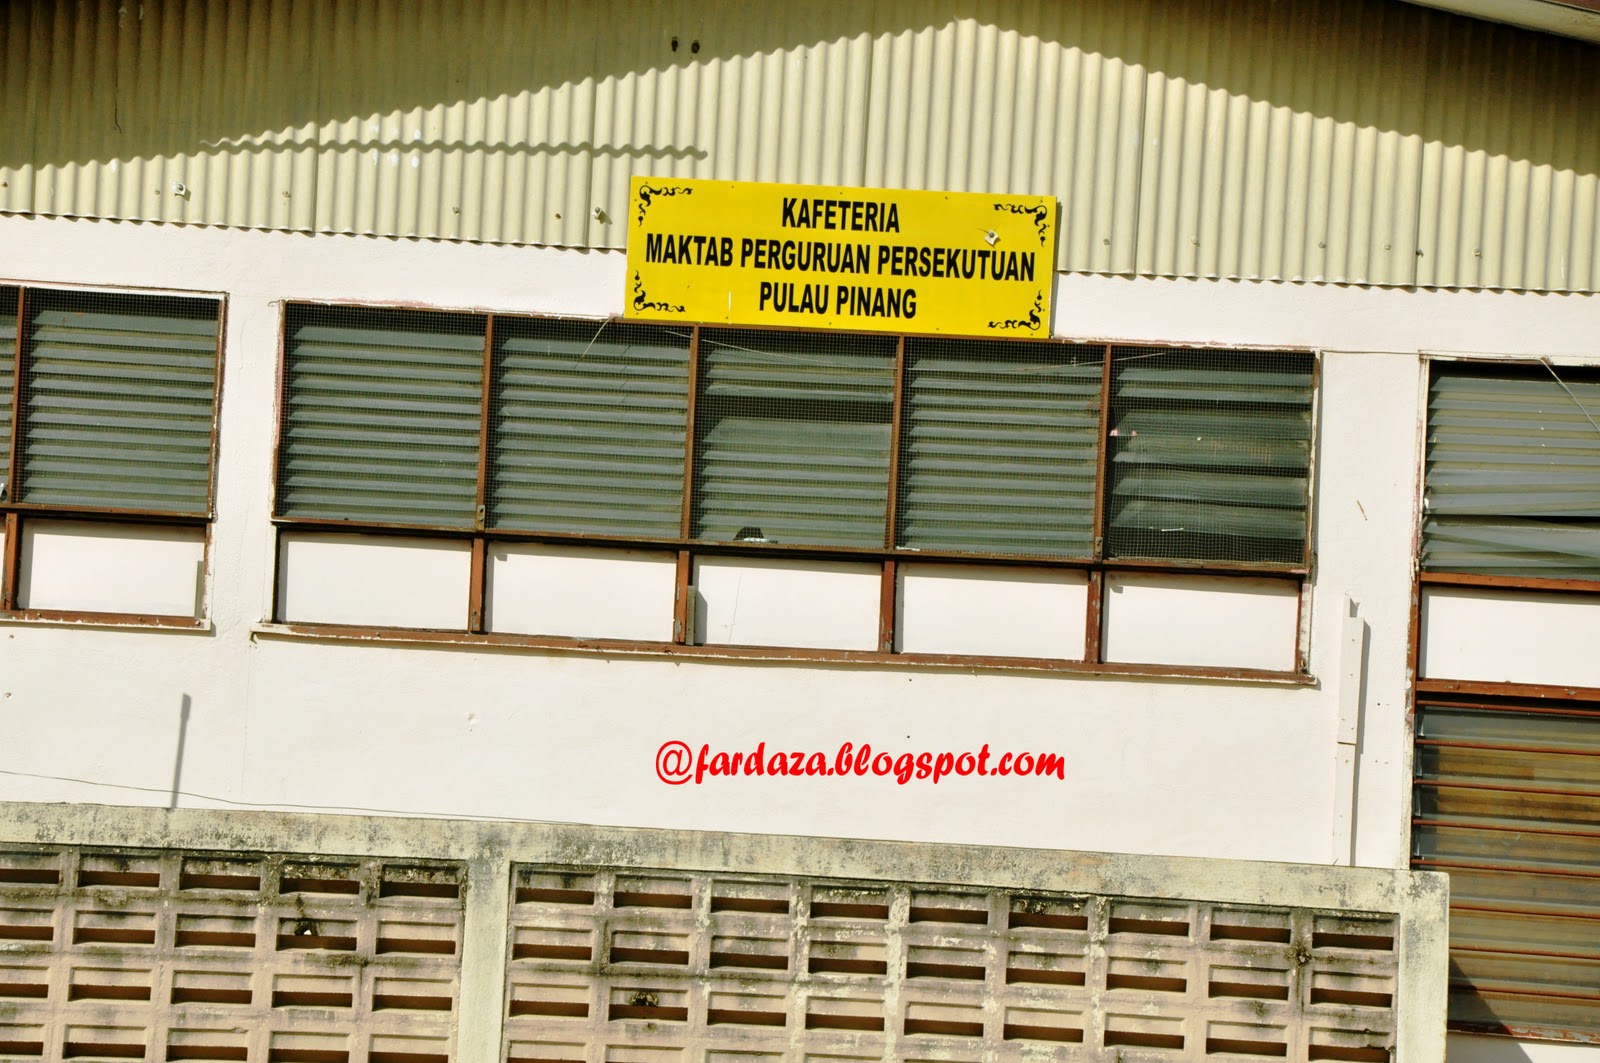 KAFETERIA
MAKTAB PERGURUAN PERSEKUTUAN
PULAU PINANG
@fardaza.blogspot.com